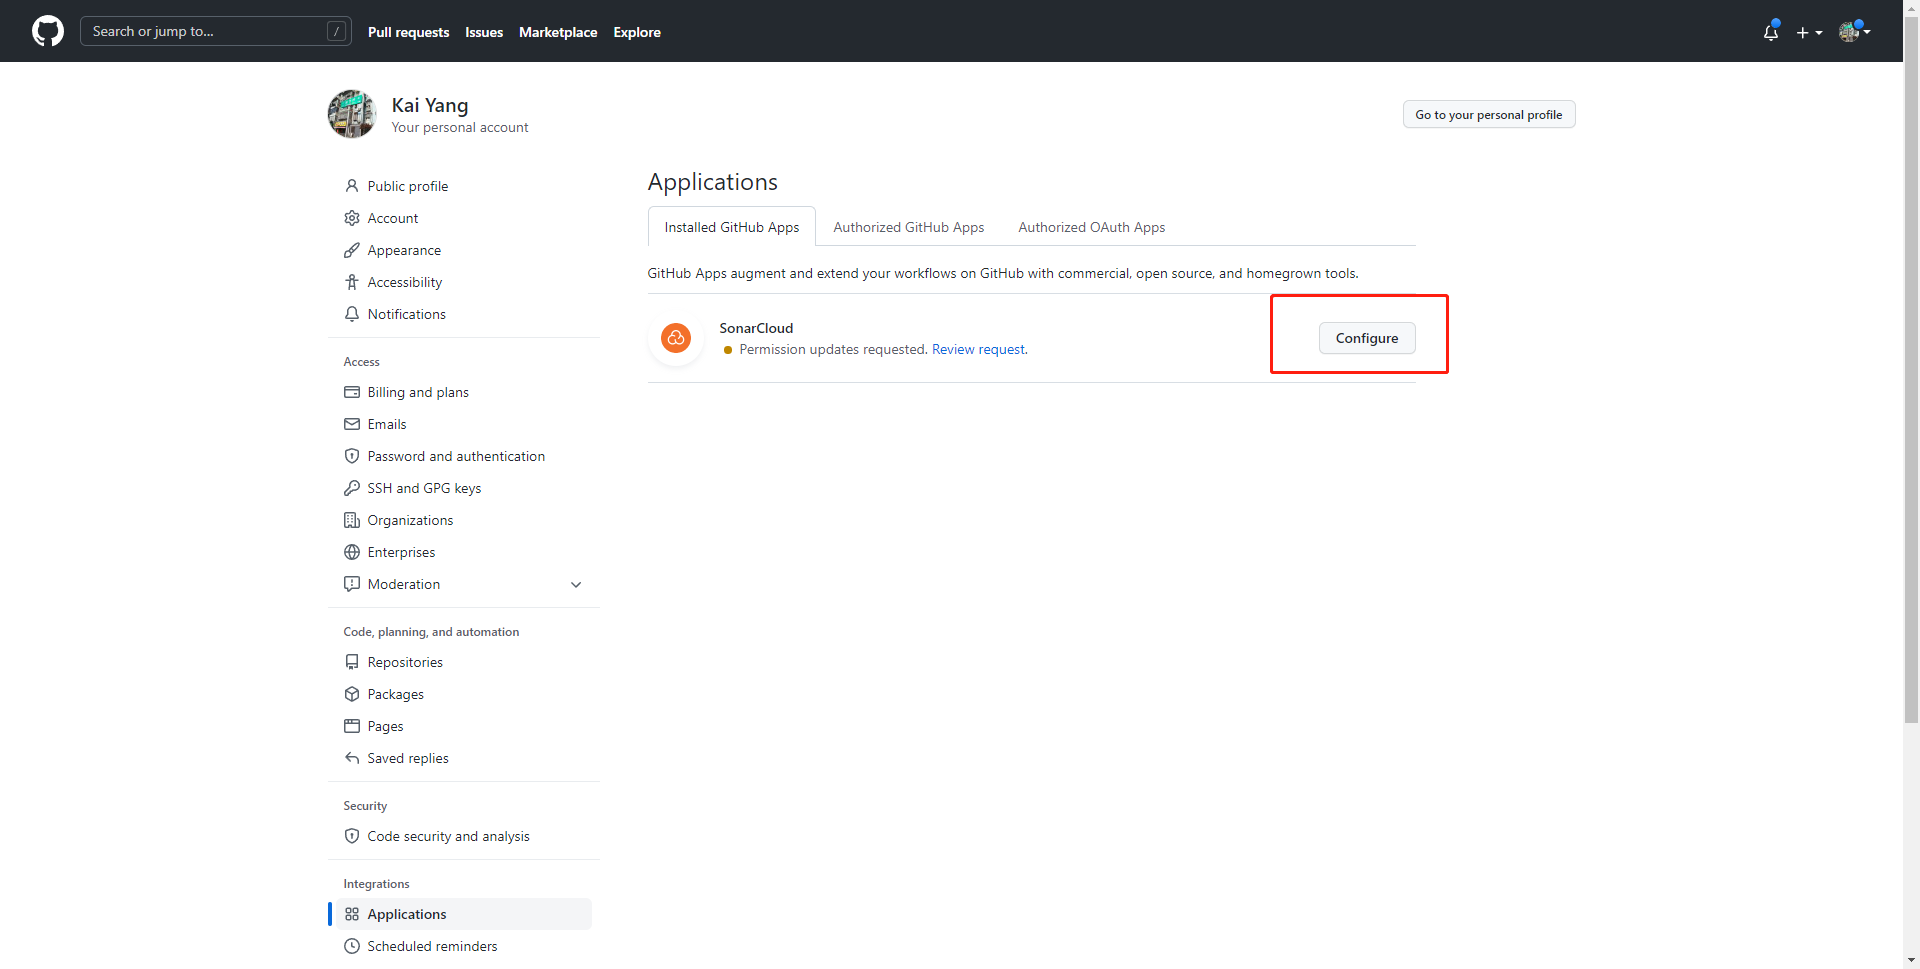 Search or jump to...
/
Pull requests
Issues
Marketplace
Explore
Kai Yang
Your personal account
Go to your personal profile
Public profile
Account
Appearance
Accessibility
Notifications
Access
Billing and plans
Emails
Password and authentication
SSH and GPG keys
Organizations
Enterprises
Moderation
Code, planning, and automation
Repositories
Packages
Pages
Saved replies
Security
Code security and analysis
Integrations
Applications
Scheduled reminders
Applications
Installed GitHub Apps
Authorized GitHub Apps
Authorized OAuth Apps
GitHub Apps augment and extend your workflows on GitHub with commercial, open source, and homegrown tools.
SonarCloud
Permission updates requested. Review request.
Configure